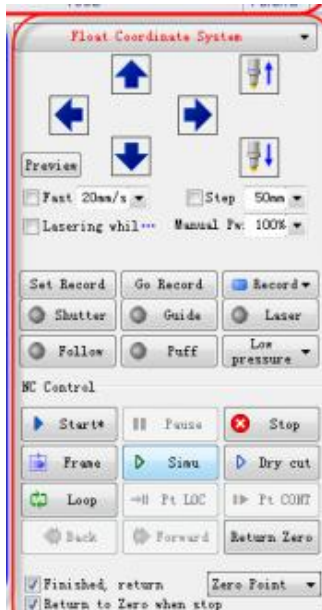 Float Coordinate System
Preview
Fast 20mm/s Step 50mm
Lasering whil··· Manual Pw: 100%
Set Record Go Record Record
Shutter Guide Laser
Follow Puff Low pressure
NC Control
Start* Pause Stop
Frame Simu Dry cut
Loop Pt LOC Pt CONT
Back Forward Return Zero
Finished, return Zero Point
Return to Zero when stop